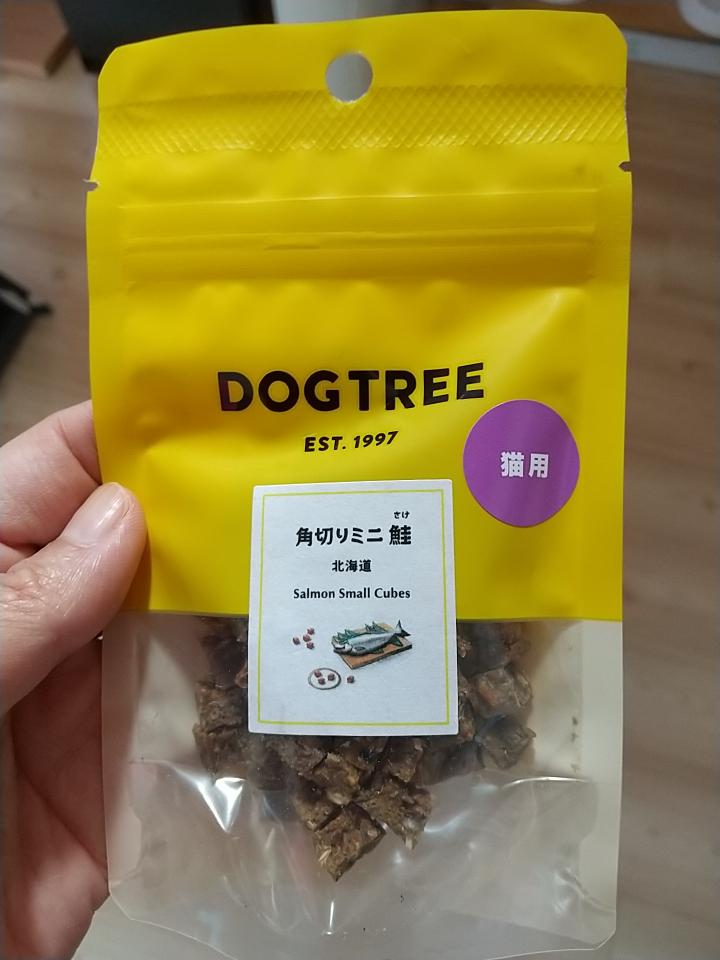 DOGTREE
EST. 1997
猫用
さけ
角切りミニ 鮭
北海道
Salmon Small Cubes